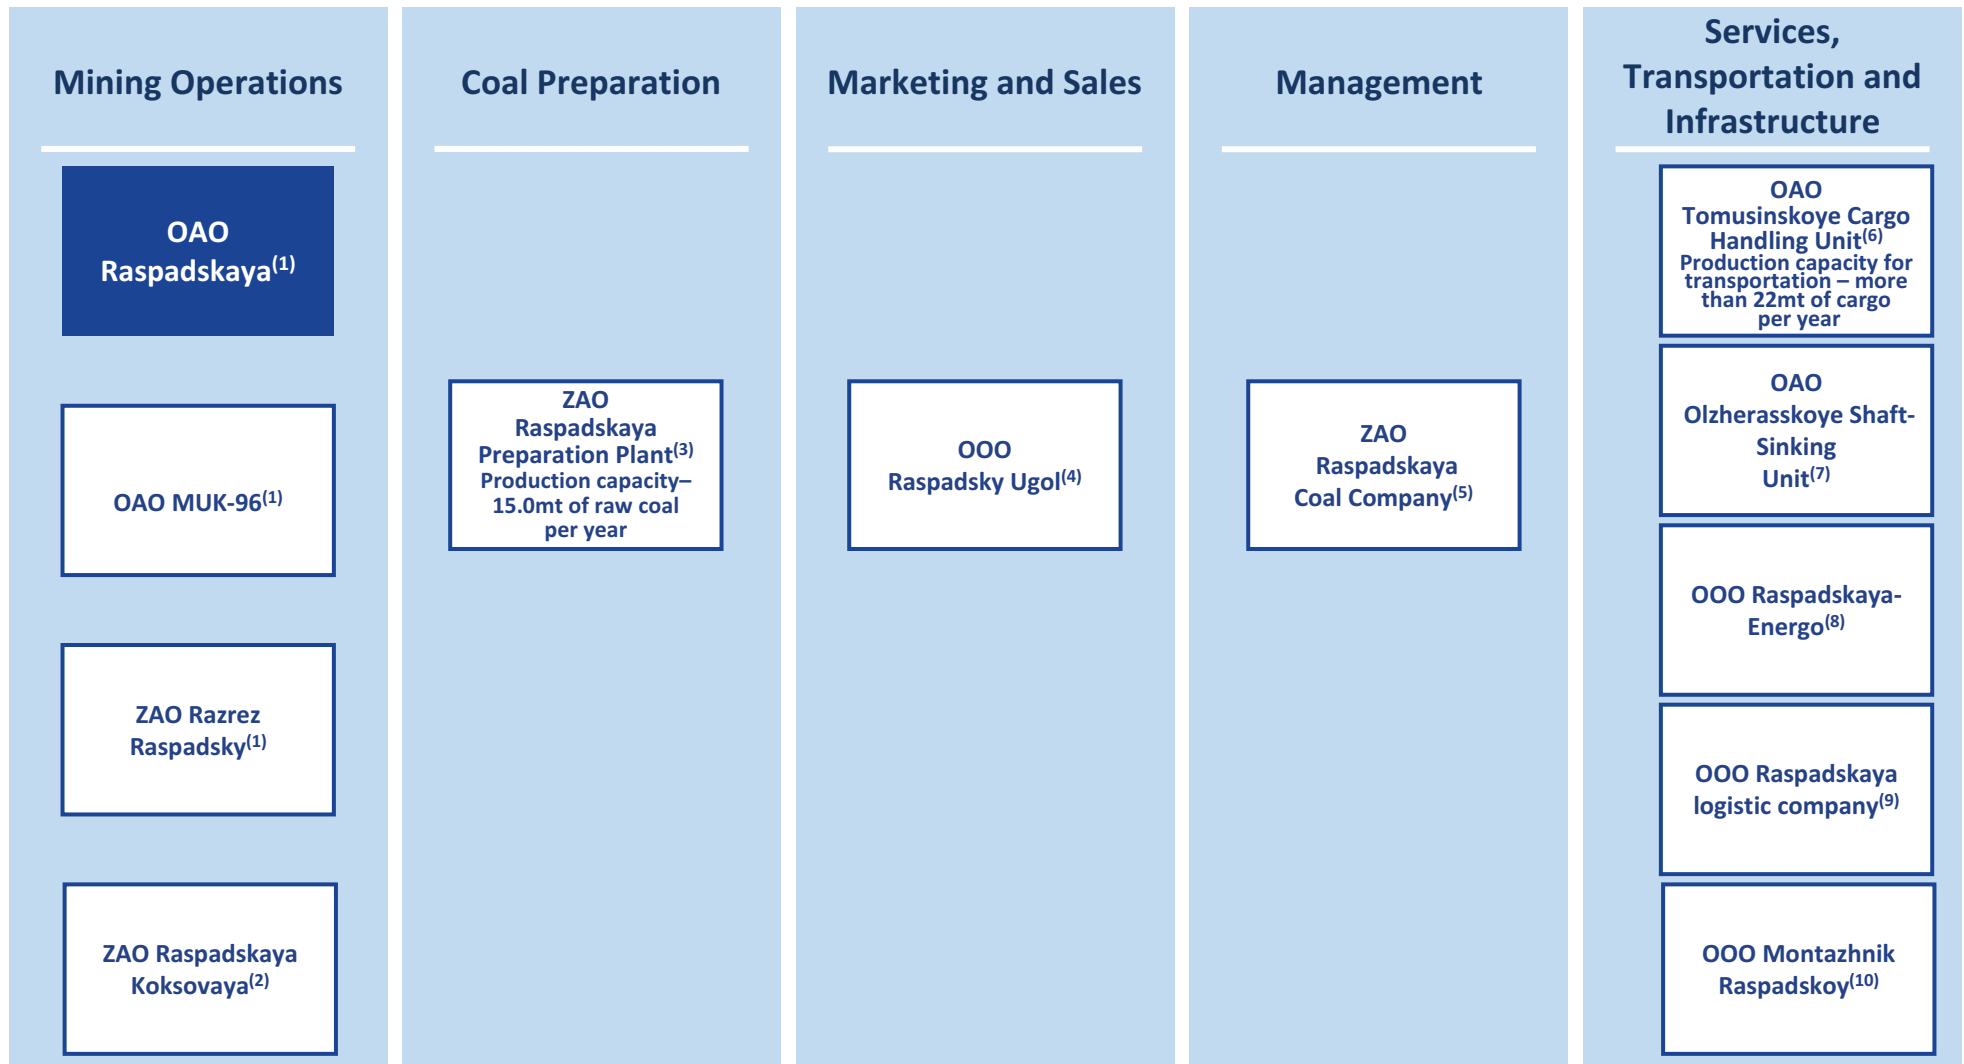 Mining Operations
OAO
Raspadskaya(1)
OAO MUK-96(1)
ZAO Razrez
Raspadsky(1)
ZAO Raspadskaya
Koksovaya(2)
Coal Preparation
ZAO
Raspadskaya
Preparation Plant(3)
Production capacity–
15.0mt of raw coal
per year
Marketing and Sales
OOO
Raspadsky Ugol(4)
Management
ZAO
Raspadskaya
Coal Company(5)
Services,
Transportation and
Infrastructure
OAO
Tomusinskoye Cargo
Handling Unit(6)
Production capacity for
transportation – more
than 22mt of cargo
per year
OAO
Olzherasskoye Shaft-
Sinking
Unit(7)
OOO Raspadskaya-
Energo(8)
OOO Raspadskaya
logistic company(9)
OOO Montazhnik
Raspadskoy(10)